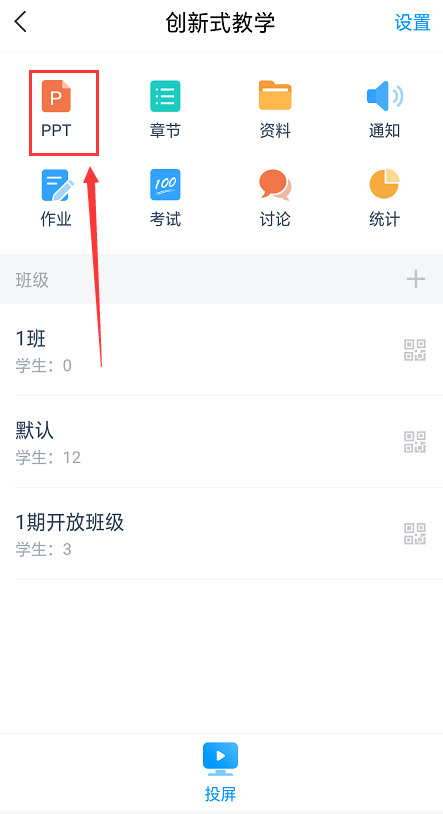 创新式教学 设置
P
PPT 章节 资料 通知
100
作业 考试 讨论 统计
班级
1班
学生：0
默认
学生：12
1期开放班级
学生：3
投屏